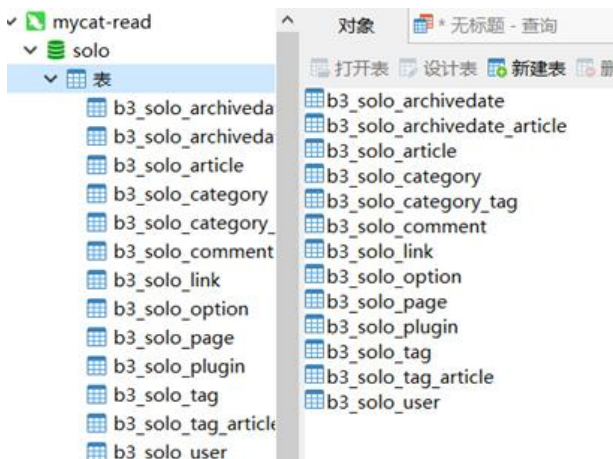 mycat-read
solo
表
b3_solo_archiveda
b3_solo_archiveda
b3_solo_article
b3_solo_category
b3_solo_category_
b3_solo_comment
b3_solo_link
b3_solo_option
b3_solo_page
b3_solo_plugin
b3_solo_tag
b3_solo_tag_article
b3_solo_user
对象 * 无标题 - 查询
打开表 设计表 新建表 删
b3_solo_archivedate
b3_solo_archivedate_article
b3_solo_article
b3_solo_category
b3_solo_category_tag
b3_solo_comment
b3_solo_link
b3_solo_option
b3_solo_page
b3_solo_plugin
b3_solo_tag
b3_solo_tag_article
b3_solo_user